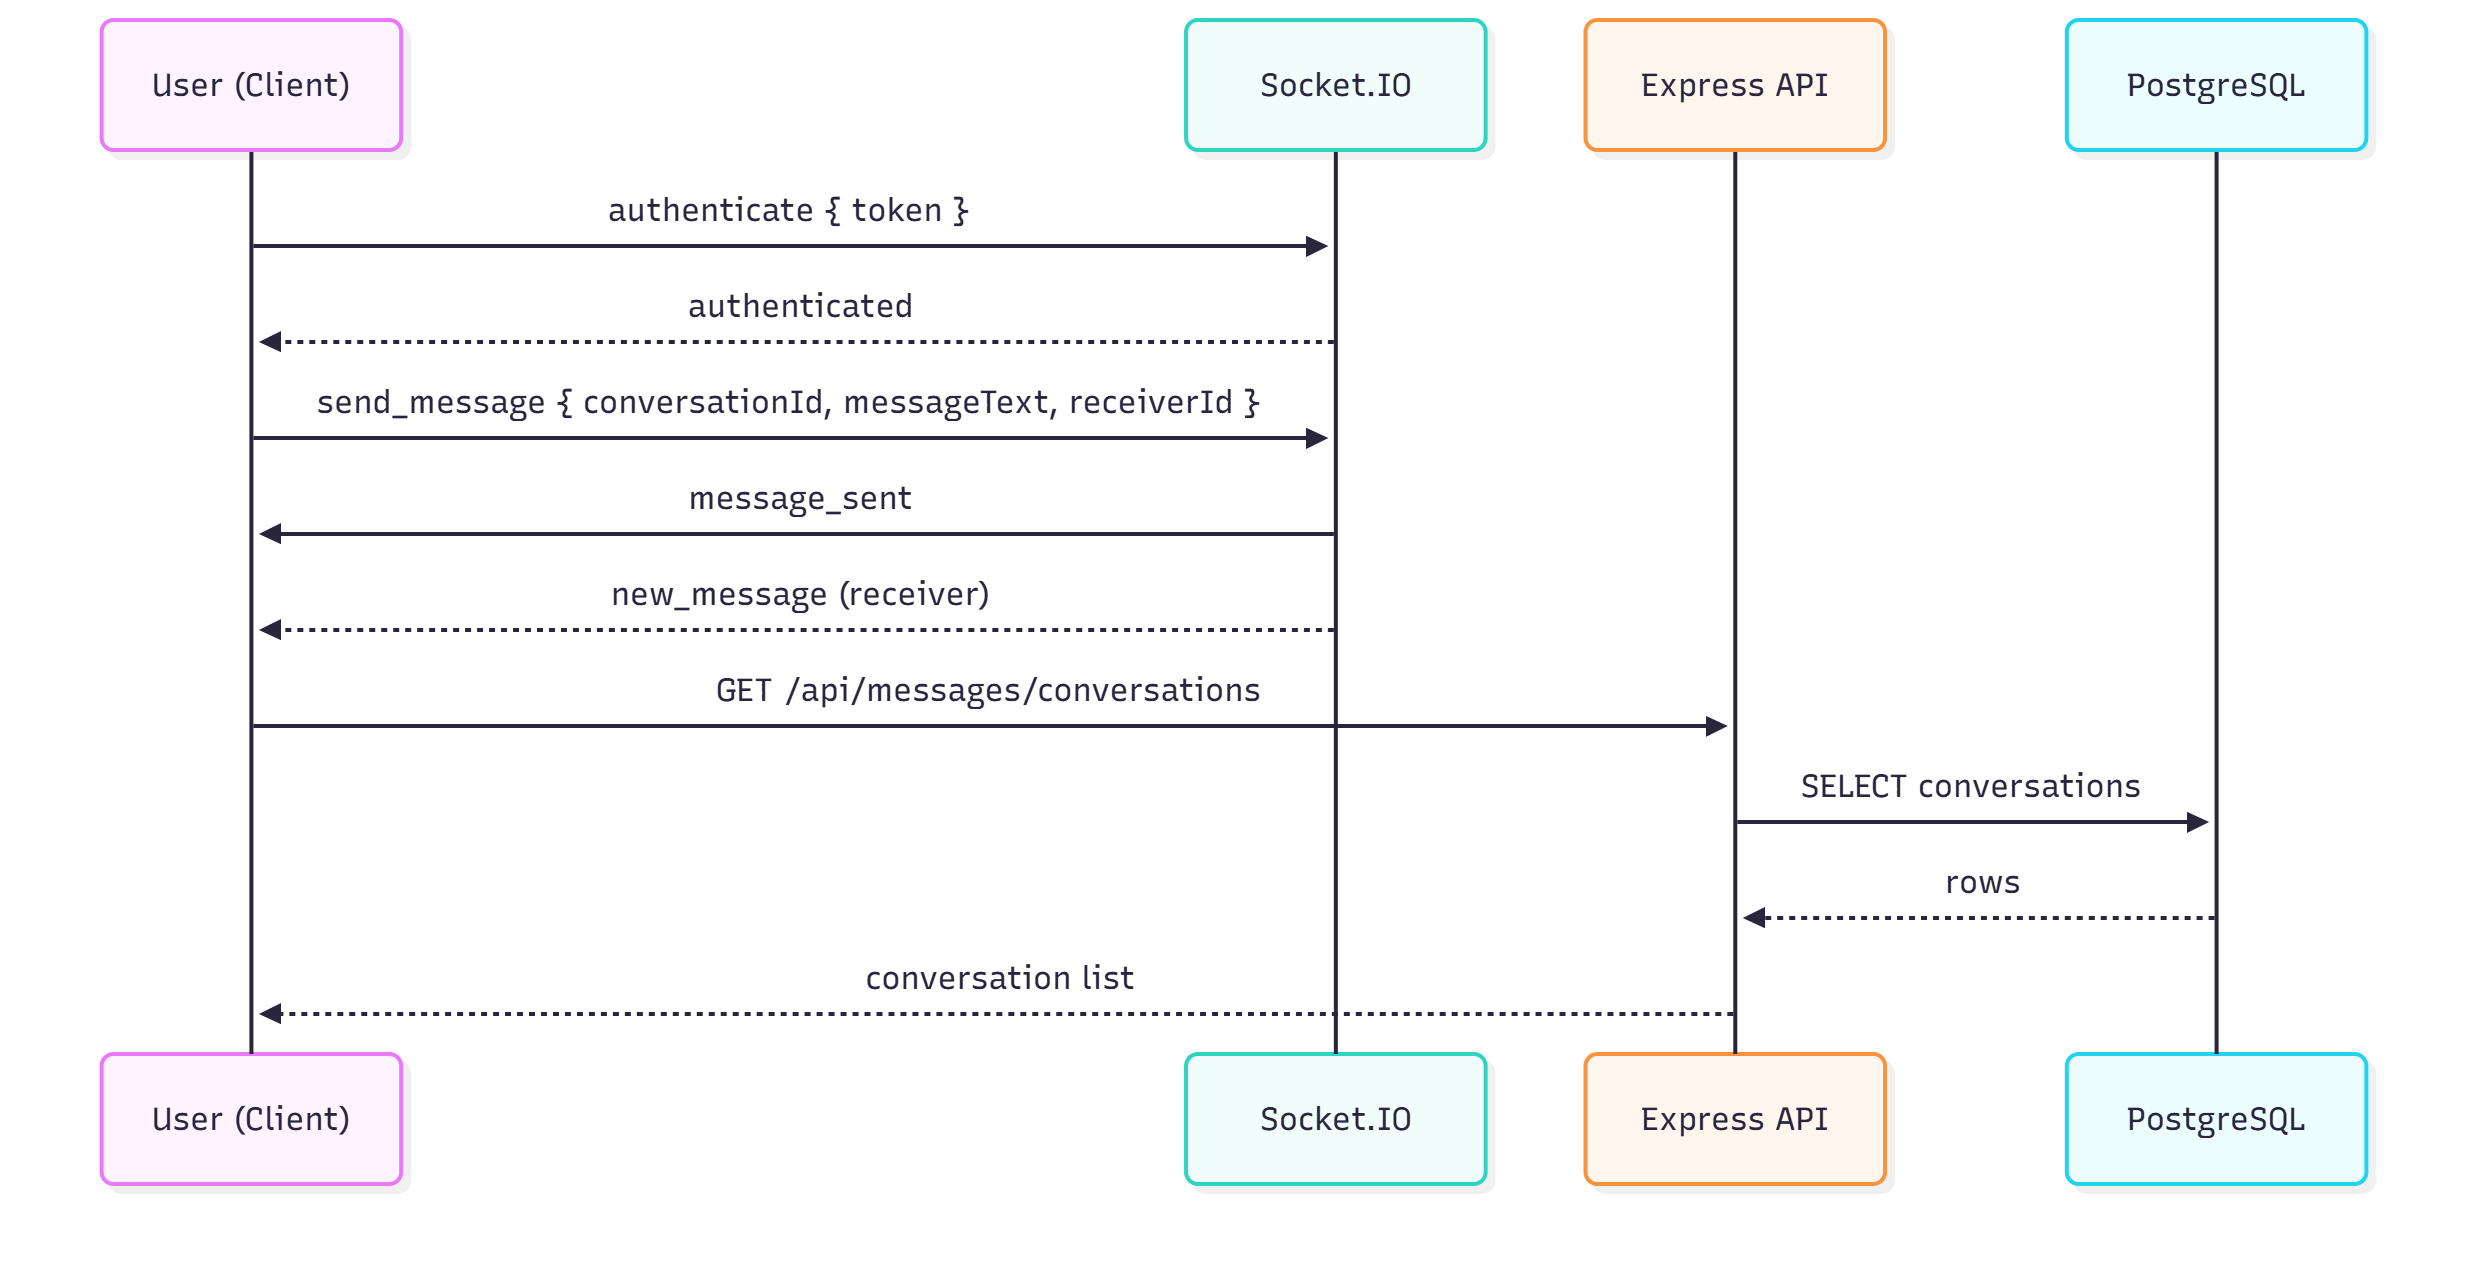 User (Client)
Socket.IO
Express API
PostgreSQL
authenticate { token }
authenticated
send_message { conversationId, messageText, receiverId }
message_sent
new_message (receiver)
GET /api/messages/conversations
SELECT conversations
rows
conversation list
User (Client)
Socket.IO
Express API
PostgreSQL